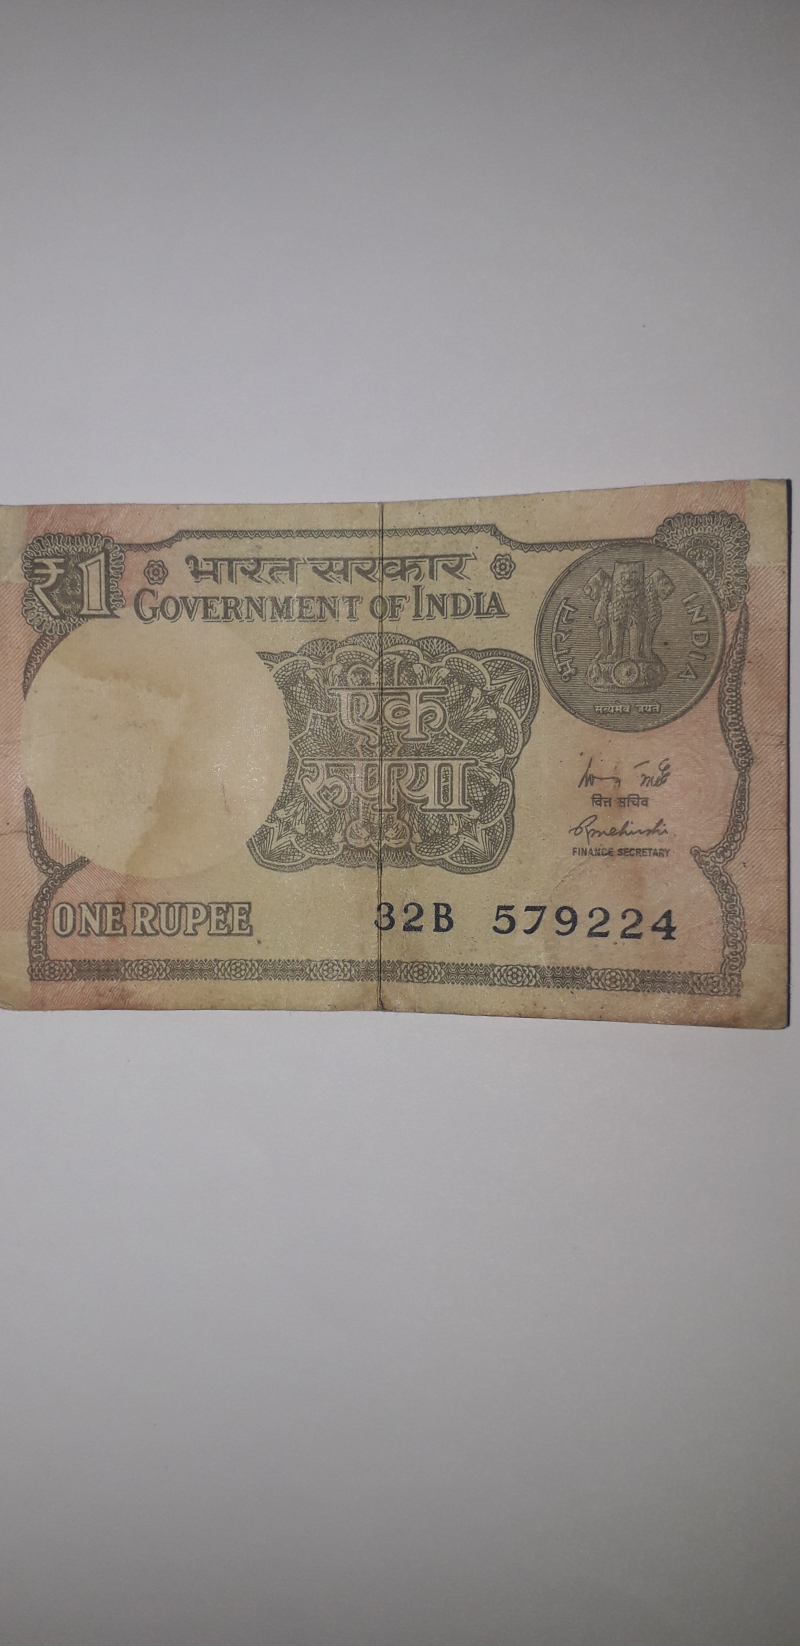 ₹1
भारत सरकार
GOVERNMENT OF INDIA
भारत INDIA
सत्यमेव जयते
एक
रुपया
वित्त सचिव
FINANCE SECRETARY
ONE RUPEE
32B 579224